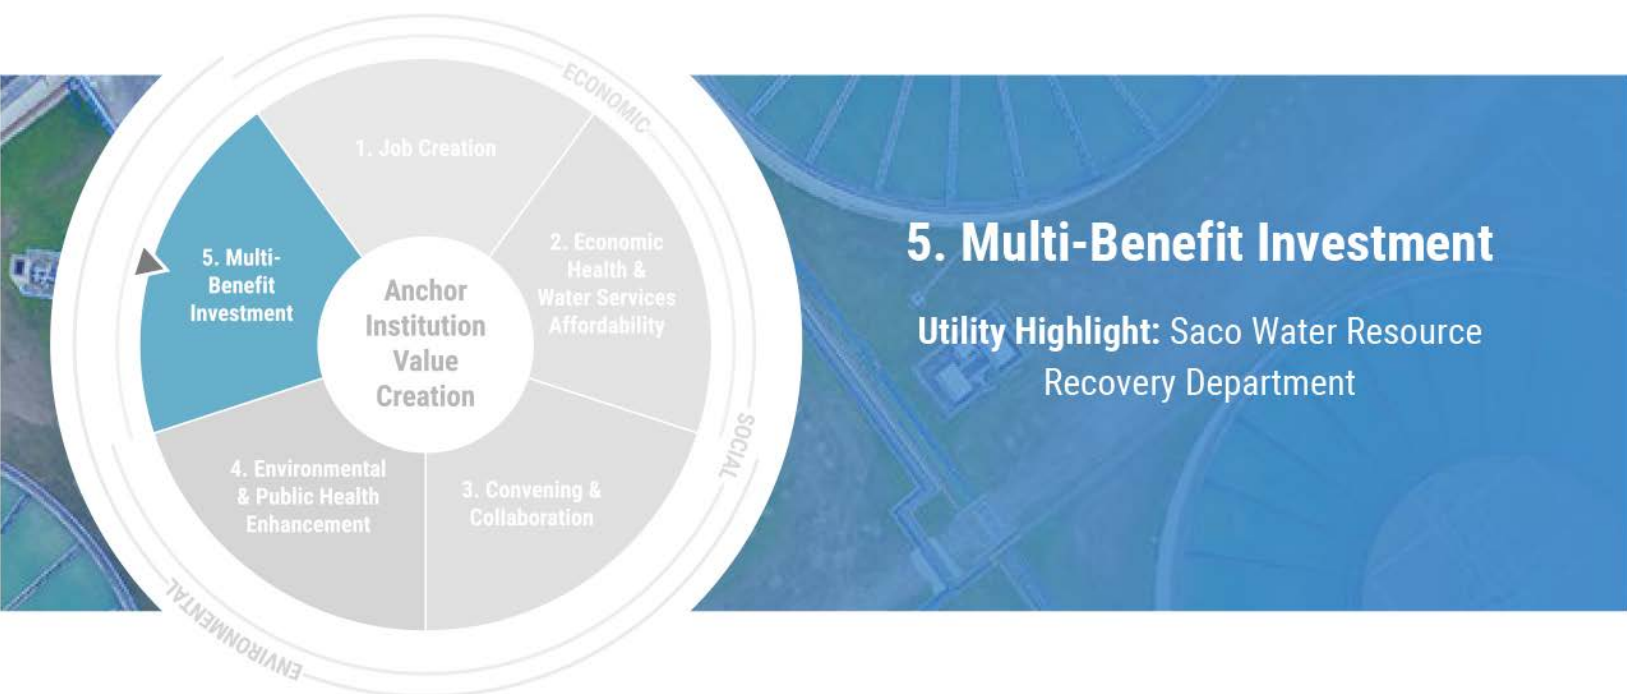 ECONOMIC
1. Job Creation
2. Economic
Health &
Water Services
Affordability
5. Multi-
Benefit
Investment
Anchor
Institution
Value
Creation
SOCIAL
4. Environmental
& Public Health
Enhancement
3. Convening &
Collaboration
ENVIRONMENTAL
5. Multi-Benefit Investment
Utility Highlight: Saco Water Resource
Recovery Department